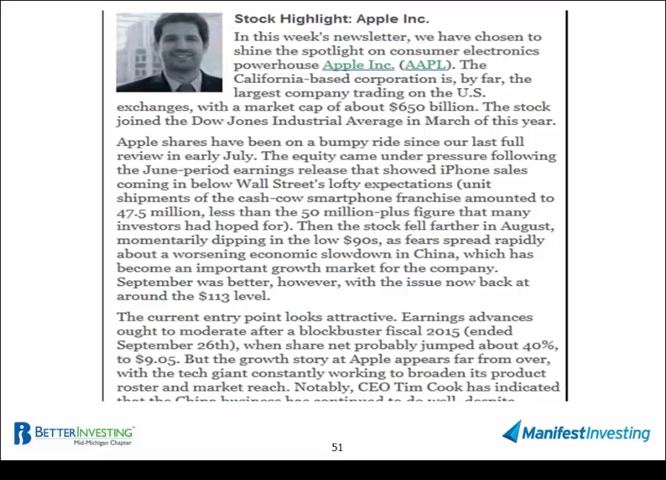 Stock Highlight: Apple Inc.
In this week's newsletter, we have chosen to
shine the spotlight on consumer electronics
powerhouse Apple Inc. (AAPL). The
California-based corporation is, by far, the
largest company trading on the U.S.
exchanges, with a market cap of about $650 billion. The stock
joined the Dow Jones Industrial Average in March of this year.
Apple shares have been on a bumpy ride since our last full
review in early July. The equity came under pressure following
the June-period earnings release that showed iPhone sales
coming in below Wall Street's lofty expectations (unit
shipments of the cash-cow smartphone franchise amounted to
47.5 million, less than the 50 million-plus figure that many
investors had hoped for). Then the stock fell farther in August,
momentarily dipping in the low $90s, as fears spread rapidly
about a worsening economic slowdown in China, which has
become an important growth market for the company.
September was better, however, with the issue now back at
around the $113 level.
The current entry point looks attractive. Earnings advances
ought to moderate after a blockbuster fiscal 2015 (ended
September 26th), when share net probably jumped about 40%,
to $9.05. But the growth story at Apple appears far from over,
with the tech giant constantly working to broaden its product
roster and market reach. Notably, CEO Tim Cook has indicated
that the China business has continued to do well, despite
BETTERINVESTING™
Mid-Michigan Chapter
51
ManifestInvesting